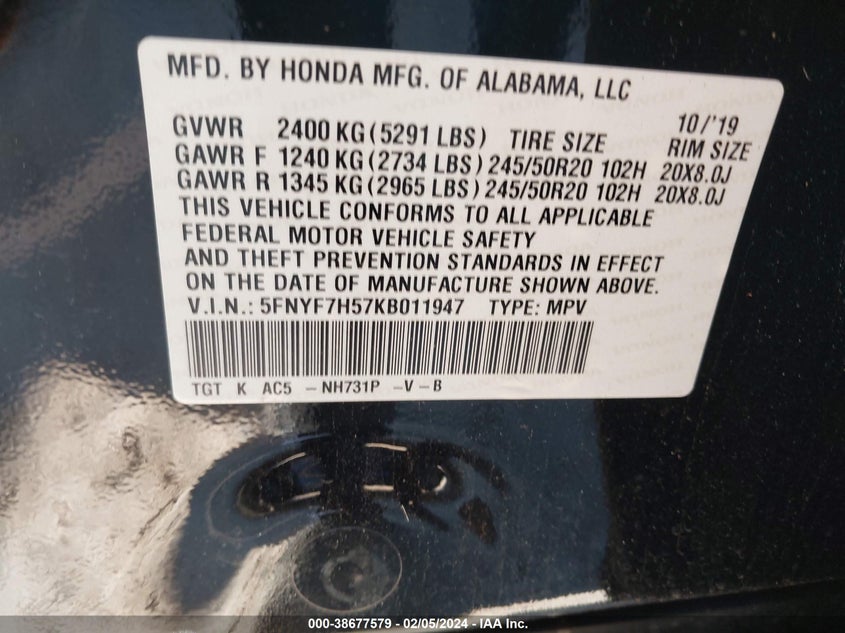 MFD. BY HONDA MFG. OF ALABAMA, LLC
10/'19
GVWR 2400 KG (5291 LBS) TIRE SIZE RIM SIZE
GAWR F 1240 KG (2734 LBS) 245/50R20 102H 20X8.0J
GAWR R 1345 KG (2965 LBS) 245/50R20 102H 20X8.0J
THIS VEHICLE CONFORMS TO ALL APPLICABLE
FEDERAL MOTOR VEHICLE SAFETY
AND THEFT PREVENTION STANDARDS IN EFFECT
ON THE DATE OF MANUFACTURE SHOWN ABOVE.
V.I.N.: 5FNYF7H57KB011947 TYPE: MPV
TGT K AC5 -NH731P -V-B
000-38677579 - 02/05/2024 - IAA Inc.